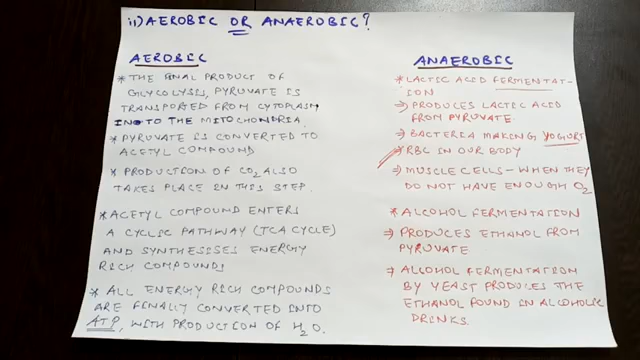 ii) AEROBIC OR ANAEROBIC?
AEROBIC
* THE FINAL PRODUCT OF
GLYCOLYSIS, PYRUVATE IS
TRANSPORTED FROM CYTOPLASM
INTO THE MITOCHONDRIA.
* PYRUVATE IS CONVERTED TO
ACETYL COMPOUND
* PRODUCTION OF CO2 ALSO
TAKES PLACE IN THIS STEP.
* ACETYL COMPOUND ENTERS
A CYCLIC PATHWAY (TCA CYCLE)
AND SYNTHESISES ENERGY
RICH COMPOUNDS
* ALL ENERGY RICH COMPOUNDS
ARE FINALLY CONVERTED INTO
ATP, WITH PRODUCTION OF H2O.
ANAEROBIC
* LACTIC ACID FERMENTAT-
ION
⇒ PRODUCES LACTIC ACID
FROM PYRUVATE.
⇒ BACTERIA MAKING YOGURT
⇒ RBC IN OUR BODY
⇒ MUSCLE CELLS – WHEN THEY
DO NOT HAVE ENOUGH O2
* ALCOHOL FERMENTATION
⇒ PRODUCES ETHANOL FROM
PYRUVATE
⇒ ALCOHOL FERMENTATION
BY YEAST PRODUCES THE
ETHANOL FOUND IN ALCOHOLIC
DRINKS.